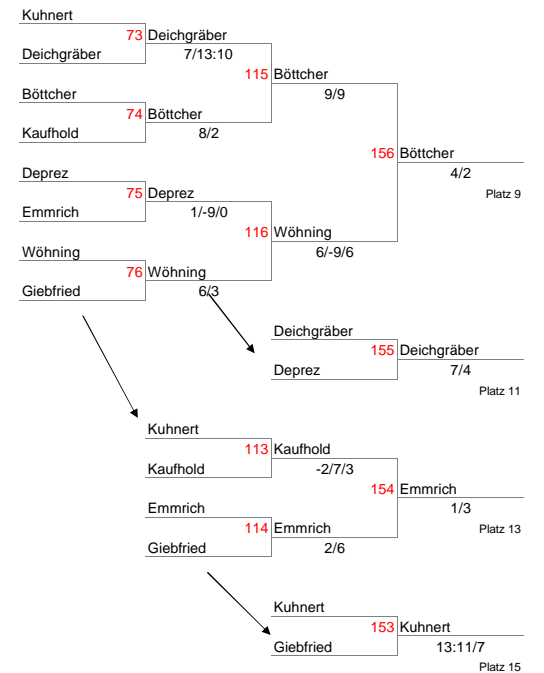 Kuhnert
73 Deichgräber
Deichgräber 7/13:10
115 Böttcher
Böttcher 9/9
74 Böttcher
Kaufhold 8/2
156 Böttcher
Deprez 4/2
75 Deprez Platz 9
Emmrich 1/-9/0
116 Wöhning
Wöhning 6/-9/6
76 Wöhning
Giebfried 6/3
Deichgräber
155 Deichgräber
Deprez 7/4
Platz 11
Kuhnert
113 Kaufhold
Kaufhold -2/7/3
154 Emmrich
Emmrich 1/3
114 Emmrich Platz 13
Giebfried 2/6
Kuhnert
153 Kuhnert
Giebfried 13:11/7
Platz 15